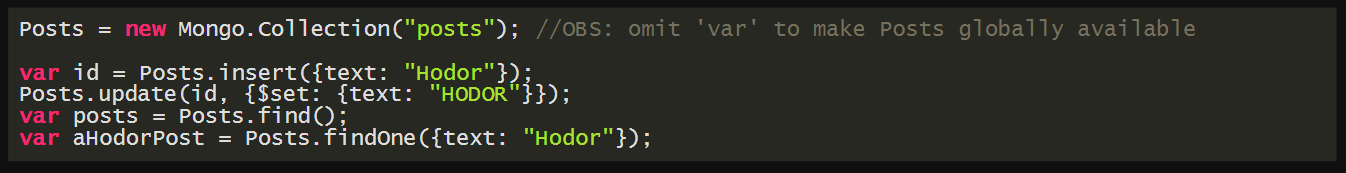 Posts = new Mongo.Collection("posts"); //OBS: omit 'var' to make Posts globally available
var id = Posts.insert({text: "Hodor"});
Posts.update(id, {$set: {text: "HODOR"}});
var posts = Posts.find();
var aHodorPost = Posts.findOne({text: "Hodor"});